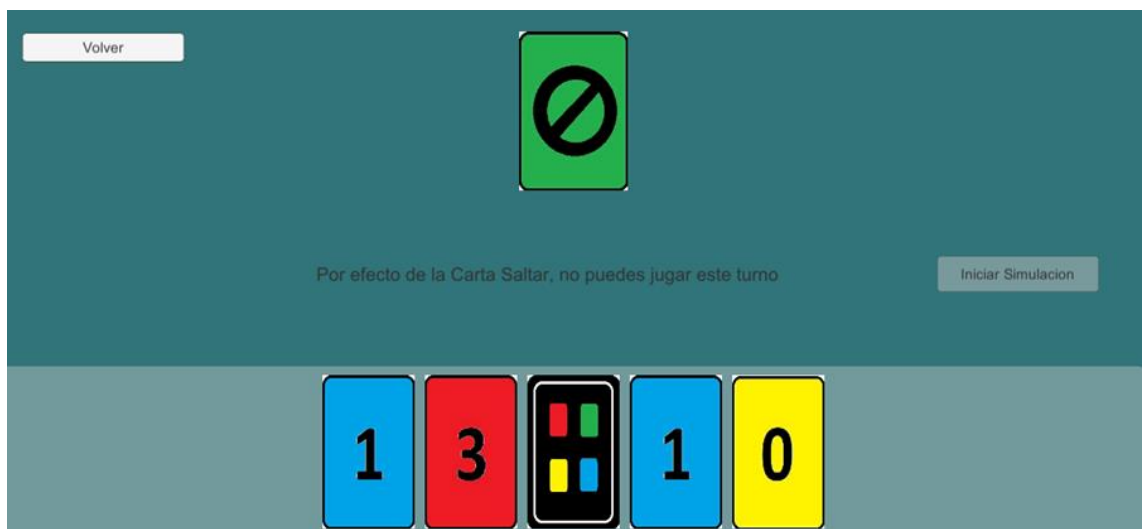 Volver
Por efecto de la Carta Saltar, no puedes jugar este turno
Iniciar Simulacion
1 3 1 0